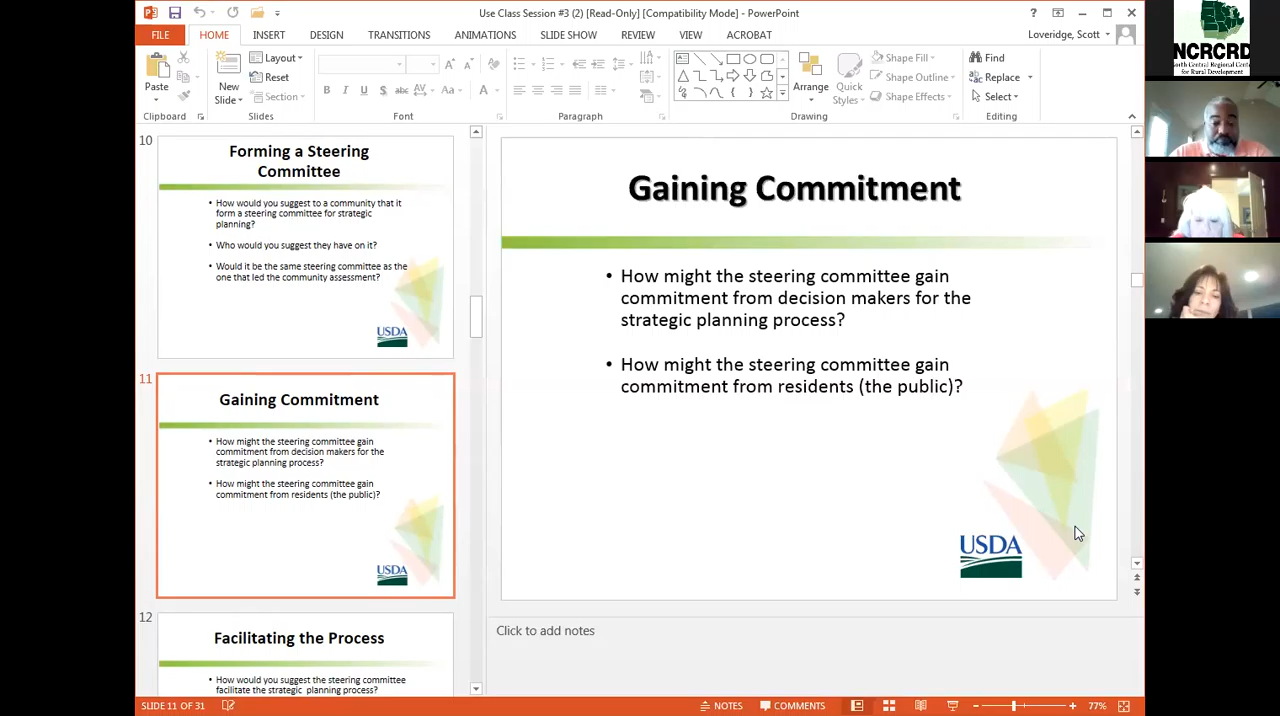 Use Class Session #3 (2) [Read-Only] [Compatibility Mode] - PowerPoint
FILE HOME INSERT DESIGN TRANSITIONS ANIMATIONS SLIDE SHOW REVIEW VIEW ACROBAT
Loveridge, Scott
Paste
Clipboard
New
Slide
Layout
Reset
Section
Slides
B I U S abc AV Aa A
Font
Paragraph
Arrange
Quick
Styles
Shape Fill
Shape Outline
Shape Effects
Drawing
Find
Replace
Select
Editing
NCRCRD
North Central Regional Center
for Rural Development
10
Forming a Steering
Committee
• How would you suggest to a community that it
form a steering committee for strategic
planning?
• Who would you suggest they have on it?
• Would it be the same steering committee as the
one that led the community assessment?
USDA
11
Gaining Commitment
• How might the steering committee gain
commitment from decision makers for the
strategic planning process?
• How might the steering committee gain
commitment from residents (the public)?
USDA
12
Facilitating the Process
• How would you suggest the steering committee
facilitate the strategic planning process?
Gaining Commitment
• How might the steering committee gain
commitment from decision makers for the
strategic planning process?
• How might the steering committee gain
commitment from residents (the public)?
USDA
Click to add notes
SLIDE 11 OF 31
NOTES
COMMENTS
77%